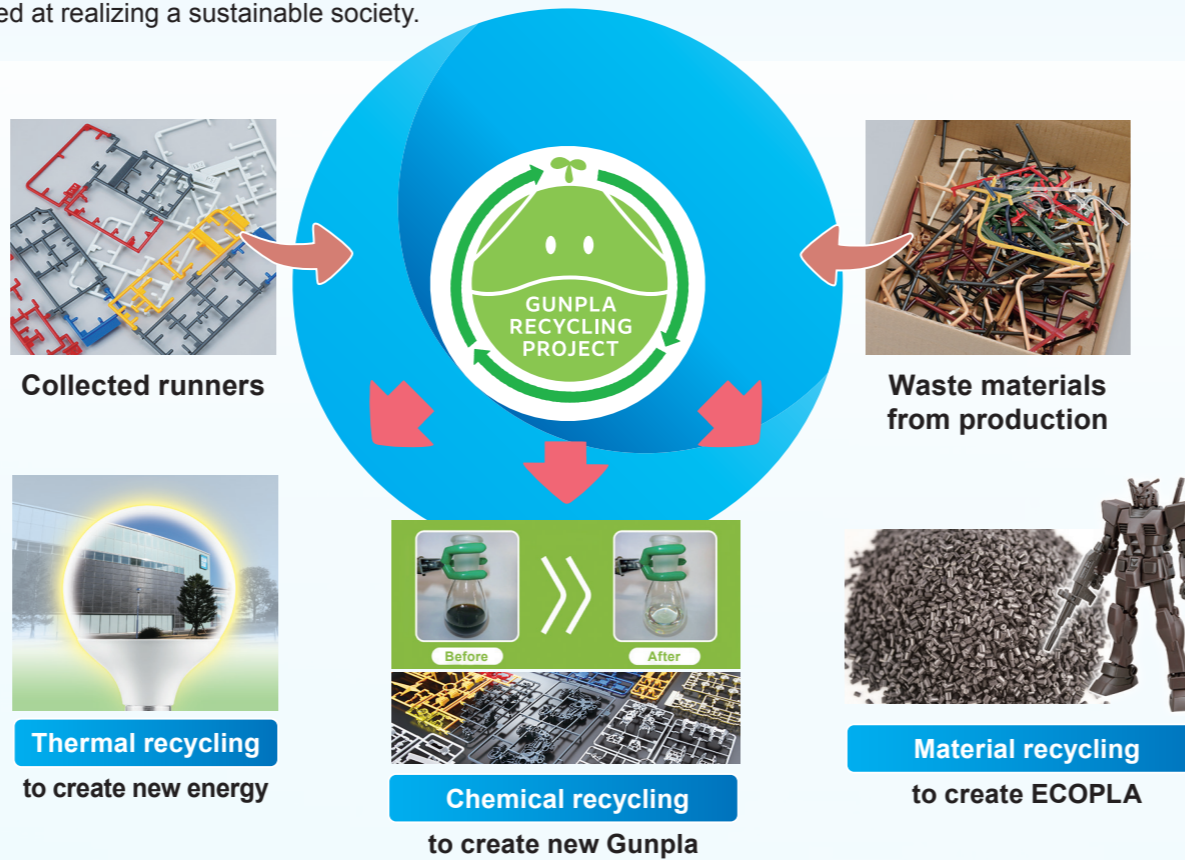 ed at realizing a sustainable society.
GUNPLA
RECYCLING
PROJECT
Collected runners
Waste materials
from production
Before
After
Thermal recycling
to create new energy
Chemical recycling
to create new Gunpla
Material recycling
to create ECOPLA